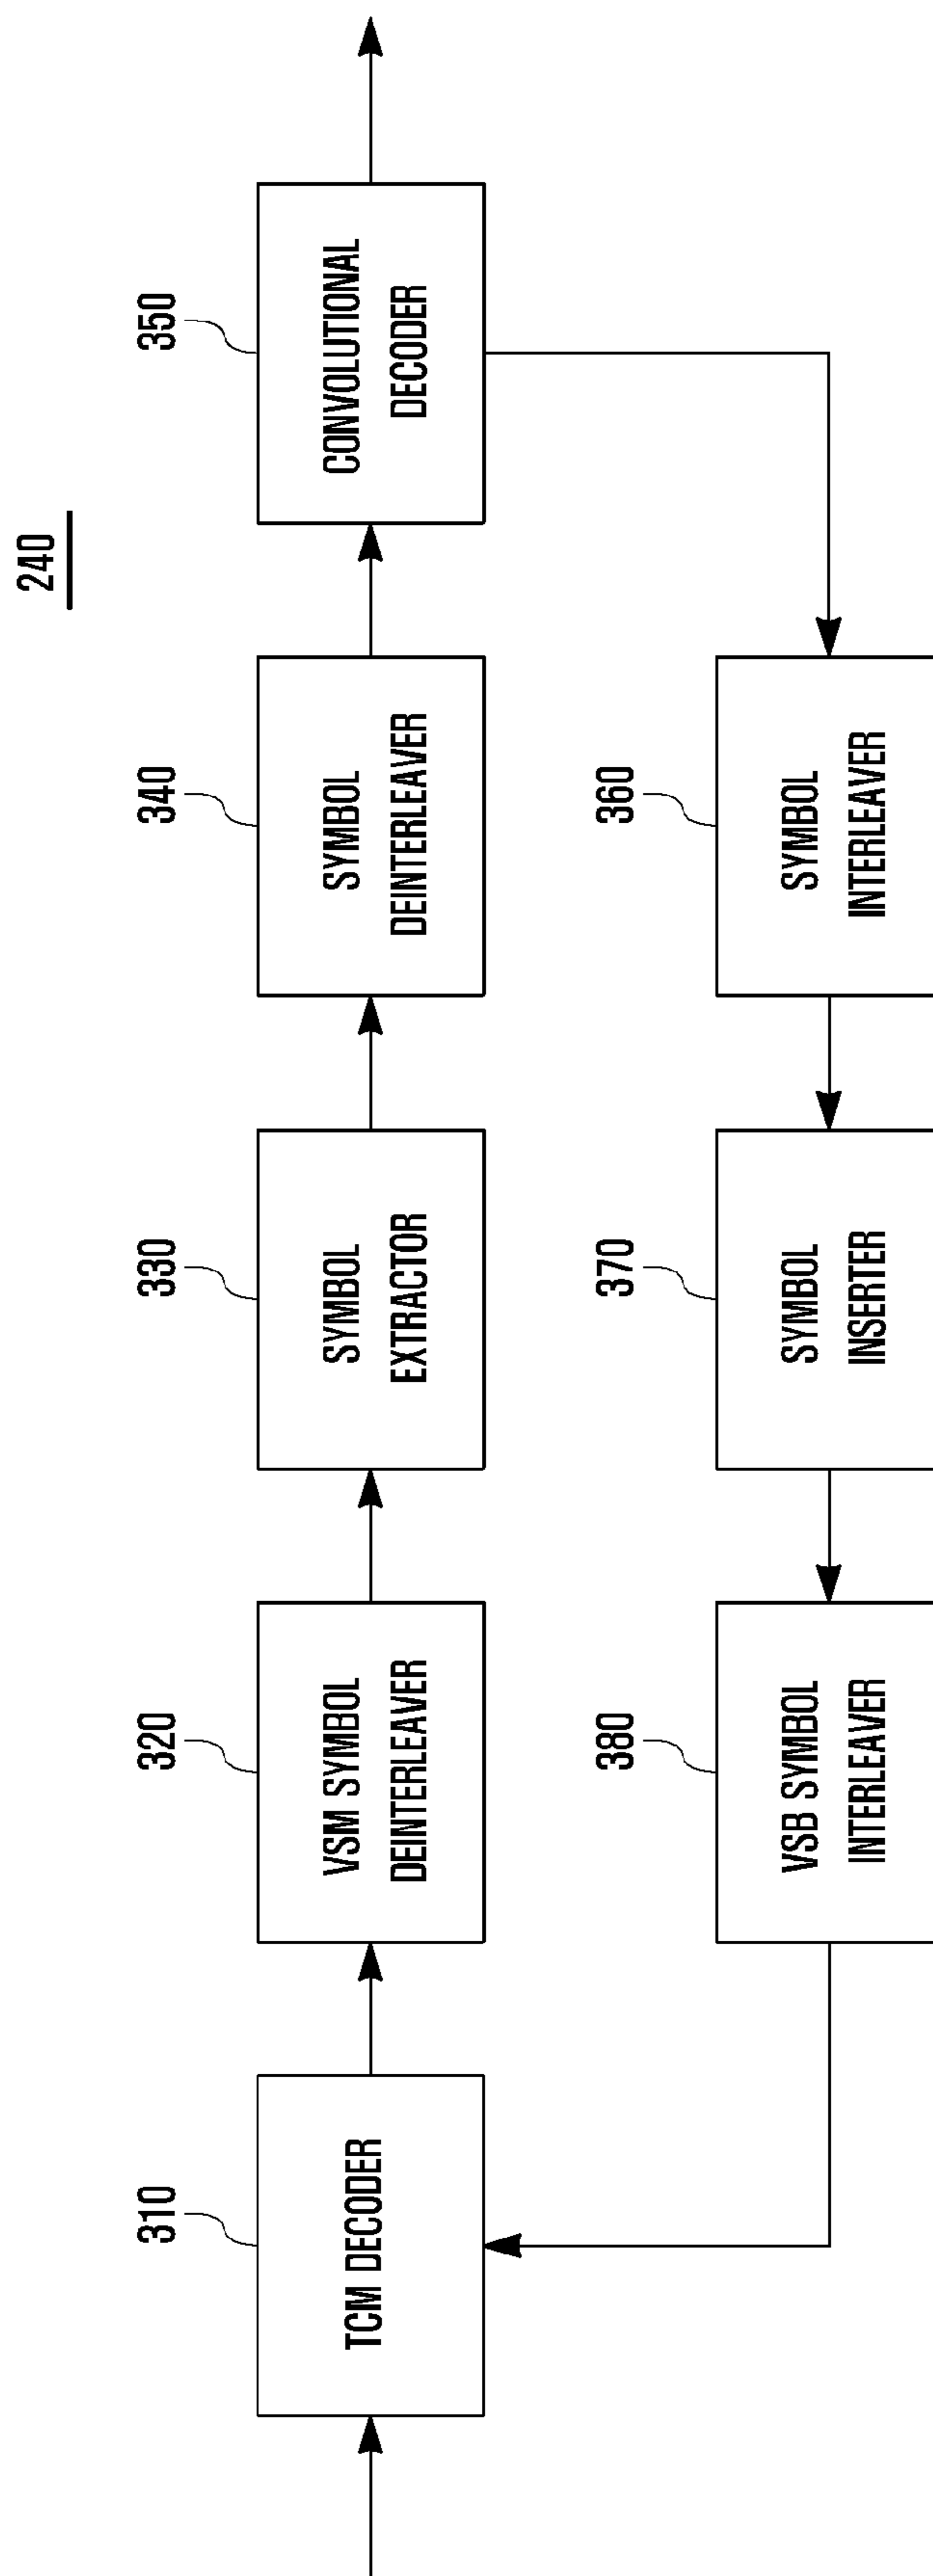 240
310
TCM DECODER
320
VSM SYMBOL
DEINTERLEAVER
330
SYMBOL
EXTRACTOR
340
SYMBOL
DEINTERLEAVER
350
CONVOLUTIONAL
DECODER
380
VSB SYMBOL
INTERLEAVER
370
SYMBOL
INSERTER
360
SYMBOL
INTERLEAVER